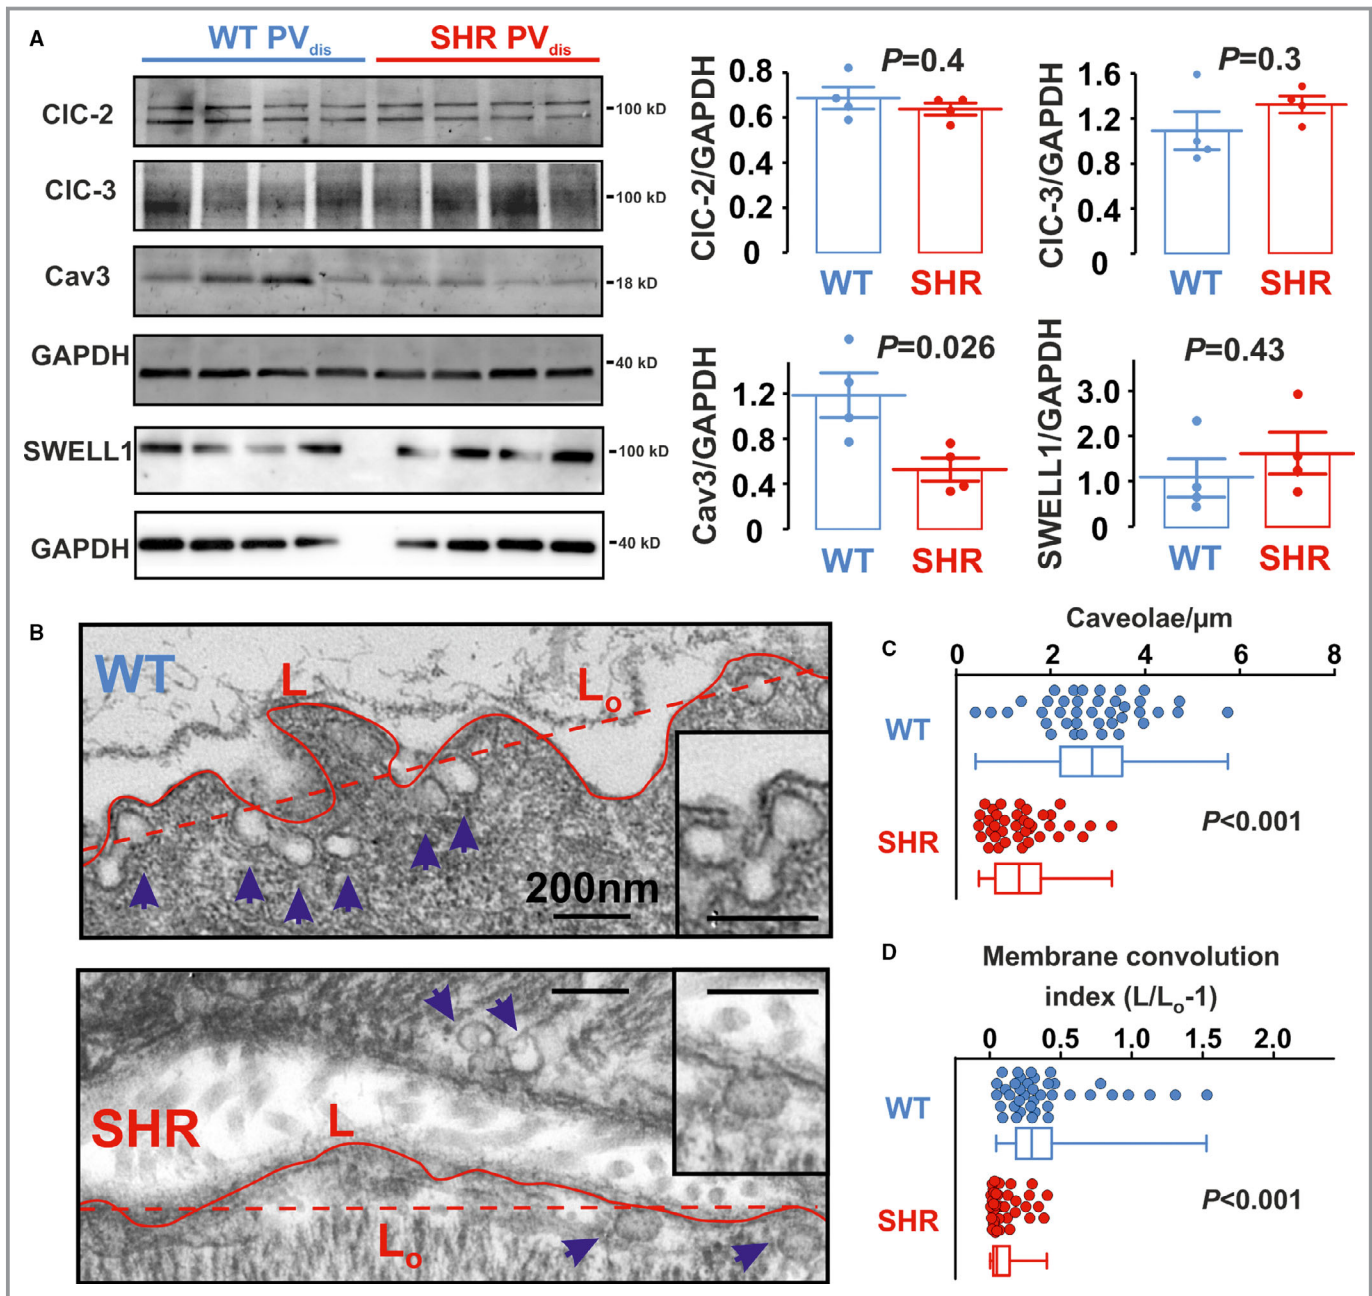 A
WT PVdis SHR PVdis
ClC-2
100 kD
ClC-3
100 kD
Cav3
18 kD
GAPDH
40 kD
SWELL1
100 kD
GAPDH
40 kD
ClC-2/GAPDH
P=0.4
0.8
0.6
0.4
0.2
0
WT SHR
ClC-3/GAPDH
P=0.3
1.6
1.2
0.8
0.4
0
WT SHR
Cav3/GAPDH
P=0.026
1.2
0.8
0.4
0
WT SHR
SWELL1/GAPDH
P=0.43
3.0
2.0
1.0
0
WT SHR
B
WT
L
Lo
200nm
SHR
L
Lo
C
Caveolae/µm
0 2 4 6 8
WT
SHR
P<0.001
D
Membrane convolution
index (L/Lo-1)
0 0.5 1.0 1.5 2.0
WT
SHR
P<0.001